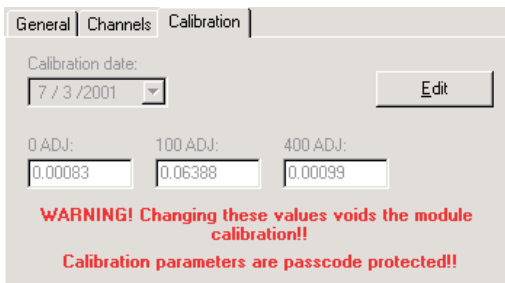 General Channels Calibration
Calibration date:
7 / 3 /2001
Edit
0 ADJ: 100 ADJ: 400 ADJ:
0.00083 0.06388 0.00099
WARNING! Changing these values voids the module
calibration!!
Calibration parameters are passcode protected!!